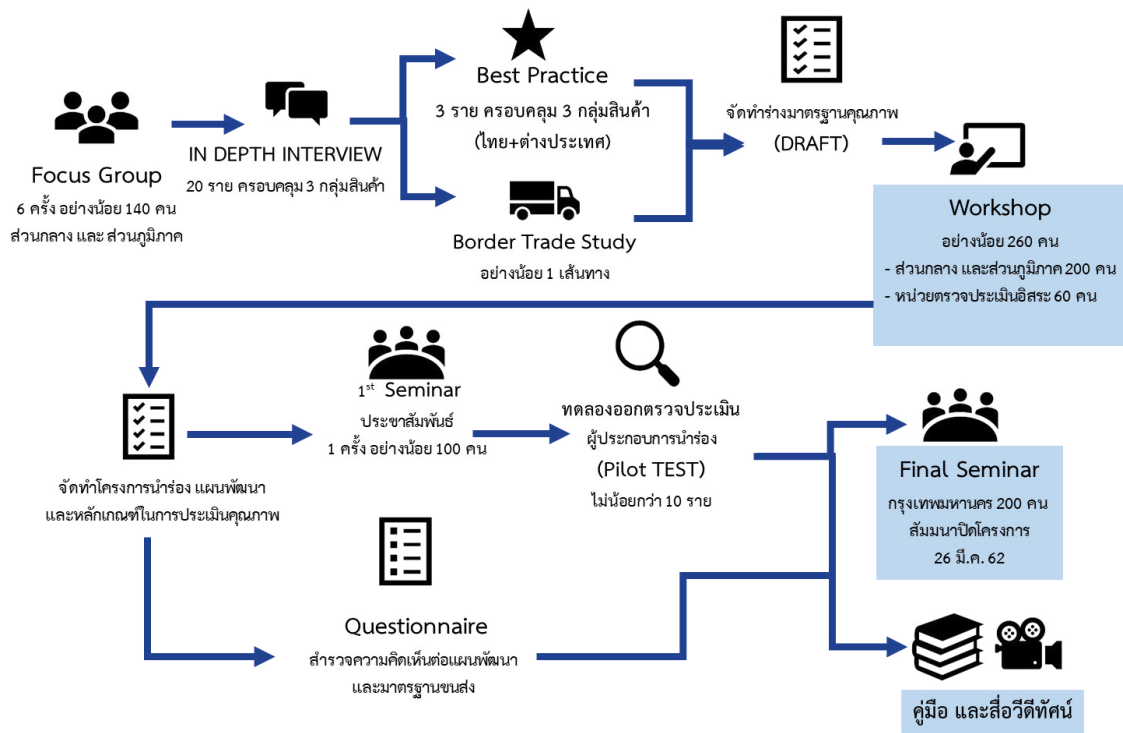 Focus Group
6 ครั้ง อย่างน้อย 140 คน
ส่วนกลาง และ ส่วนภูมิภาค
IN DEPTH INTERVIEW
20 ราย ครอบคลุม 3 กลุ่มสินค้า
Best Practice
3 ราย ครอบคลุม 3 กลุ่มสินค้า
(ไทย+ต่างประเทศ)
Border Trade Study
อย่างน้อย 1 เส้นทาง
จัดทำร่างมาตรฐานคุณภาพ
(DRAFT)
Workshop
อย่างน้อย 260 คน
- ส่วนกลาง และส่วนภูมิภาค 200 คน
- หน่วยตรวจประเมินอิสระ 60 คน
จัดทำโครงการนำร่อง แผนพัฒนา
และหลักเกณฑ์ในการประเมินคุณภาพ
1st Seminar
ประชาสัมพันธ์
1 ครั้ง อย่างน้อย 100 คน
ทดลองออกตรวจประเมิน
ผู้ประกอบการนำร่อง
(Pilot TEST)
ไม่น้อยกว่า 10 ราย
Questionnaire
สำรวจความคิดเห็นต่อแผนพัฒนา
และมาตรฐานขนส่ง
Final Seminar
กรุงเทพมหานคร 200 คน
สัมมนาปิดโครงการ
26 มี.ค. 62
คู่มือ และสื่อวีดีทัศน์